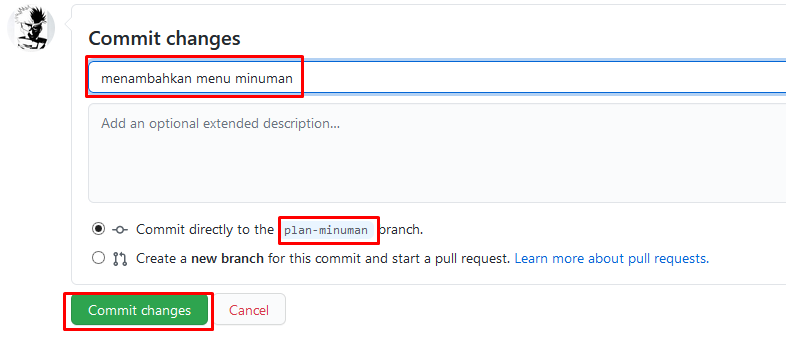 Commit changes
menambahkan menu minuman
Add an optional extended description...
Commit directly to the plan-minuman branch.
Create a new branch for this commit and start a pull request. Learn more about pull requests.
Commit changes Cancel